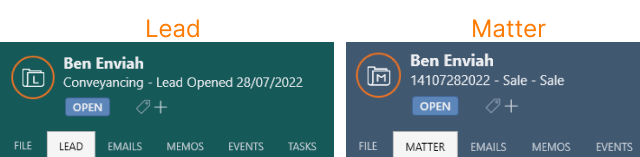 Lead
L
Ben Enviah
Conveyancing - Lead Opened 28/07/2022
OPEN
FILE LEAD EMAILS MEMOS EVENTS TASKS
Matter
M
Ben Enviah
14107282022 - Sale - Sale
OPEN
FILE MATTER EMAILS MEMOS EVENTS